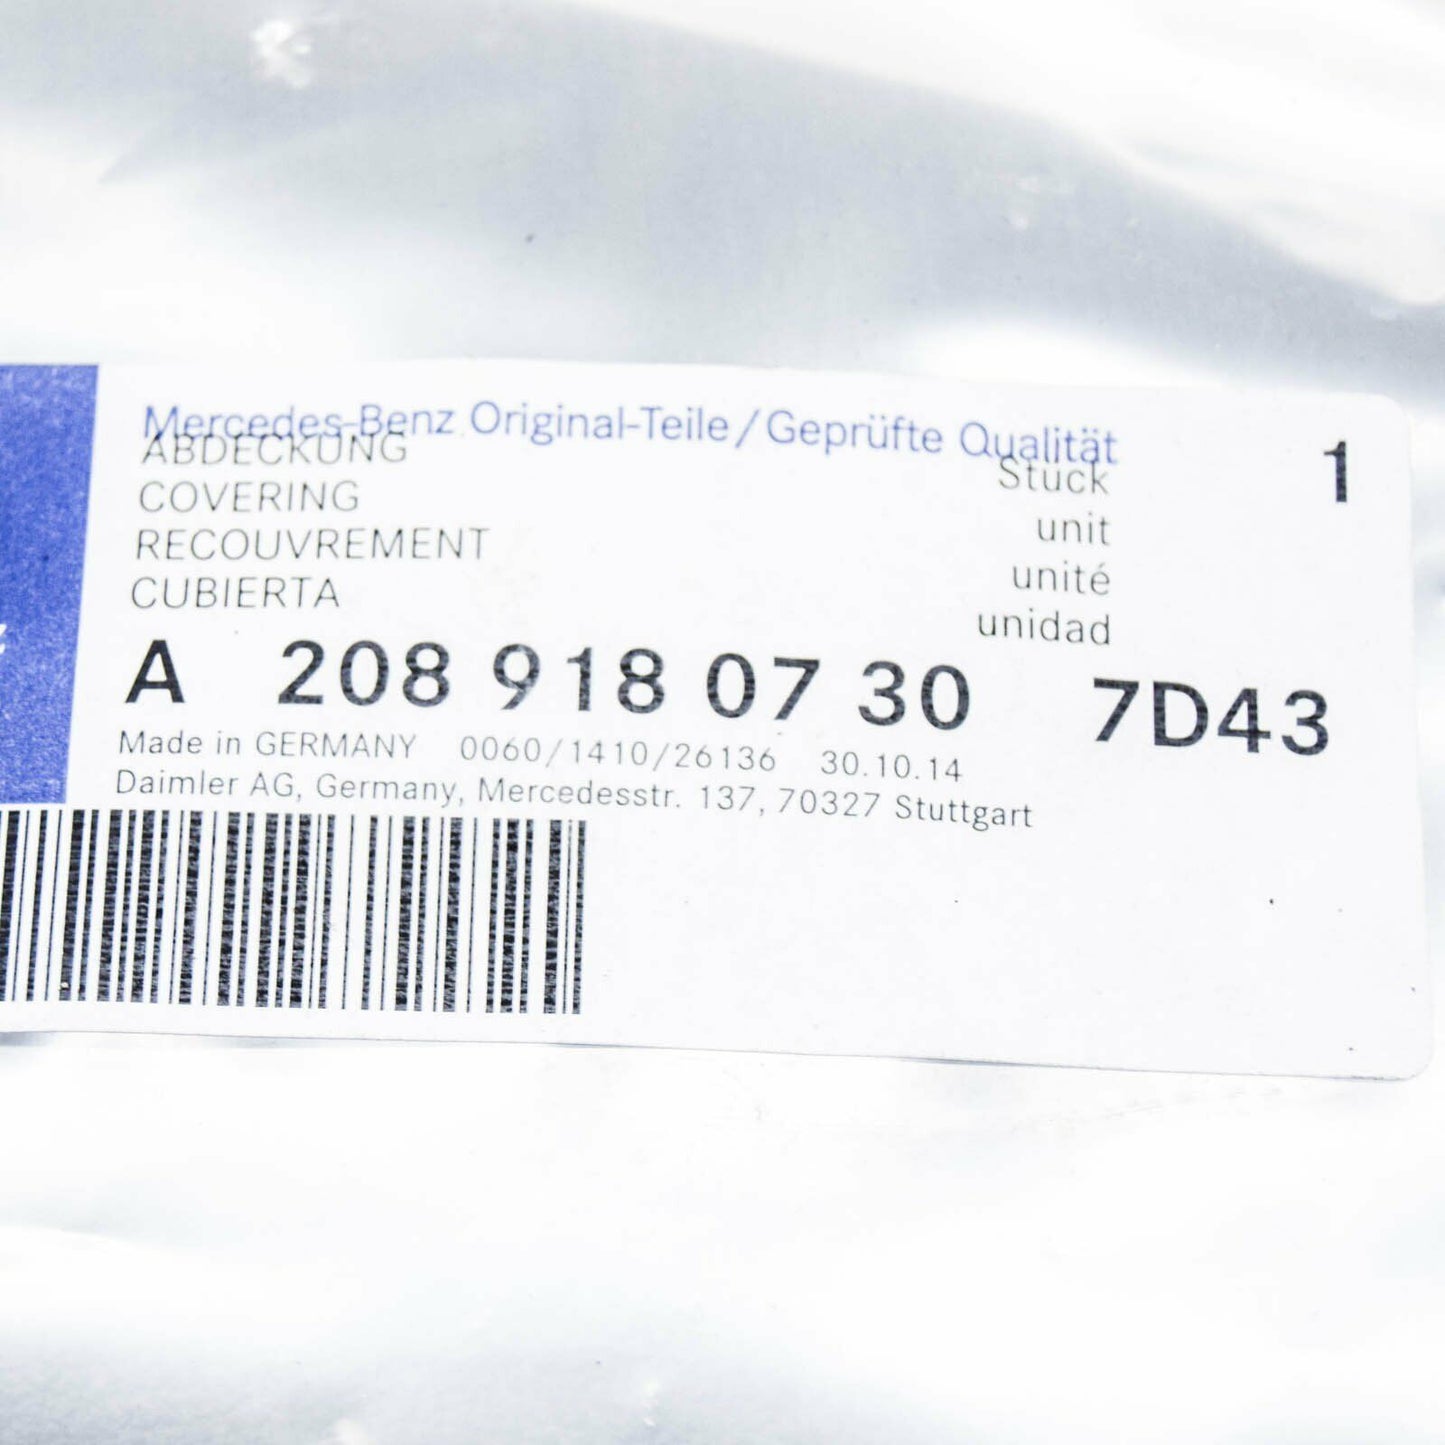 Mercedes-Benz Original-Teile/Geprüfte Qualität
ABDECKUNG Stück 1
COVERING unit
RECOUVREMENT unité
CUBIERTA unidad
A 208 918 07 30 7D43
Made in GERMANY 0060/1410/26136 30.10.14
Daimler AG, Germany, Mercedesstr. 137, 70327 Stuttgart